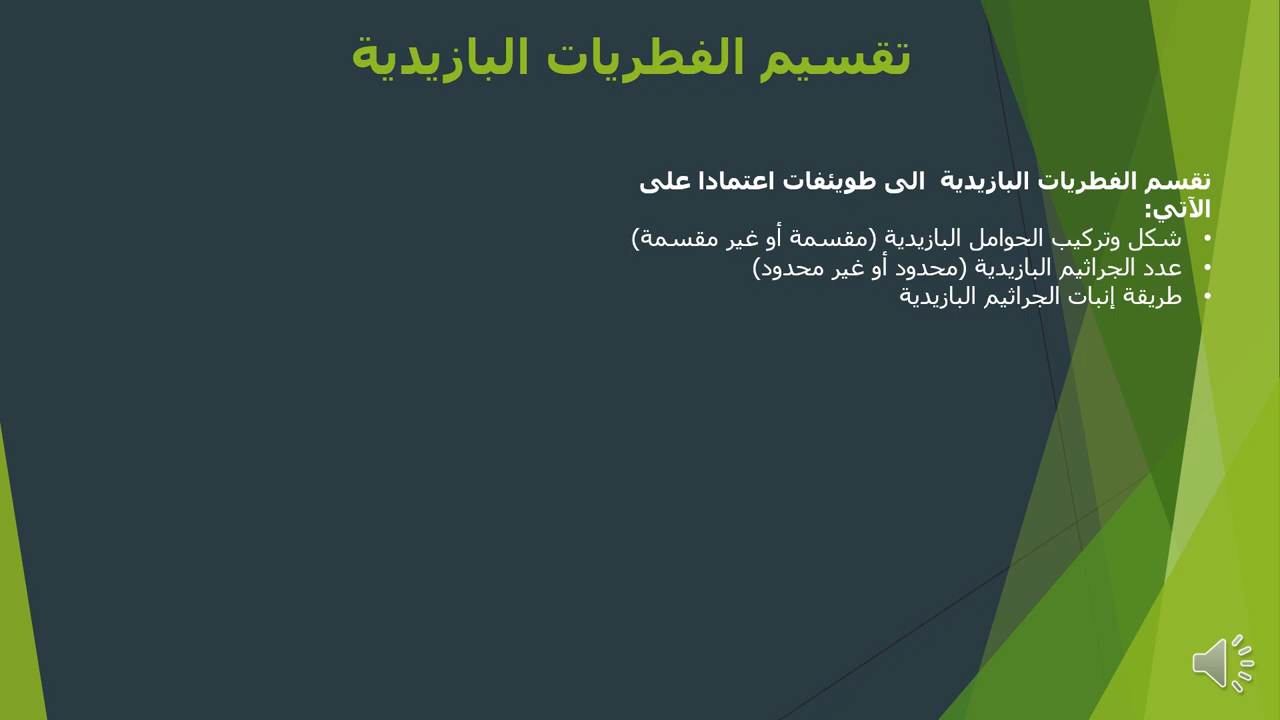 تقسيم الفطريات البازيدية
تقسم الفطريات البازيدية  الى طويئفات اعتمادا على
الآتي:
• شكل وتركيب الحوامل البازيدية (مقسمة أو غير مقسمة)
• عدد الجراثيم البازيدية (محدود أو غير محدود)
• طريقة إنبات الجراثيم البازيدية